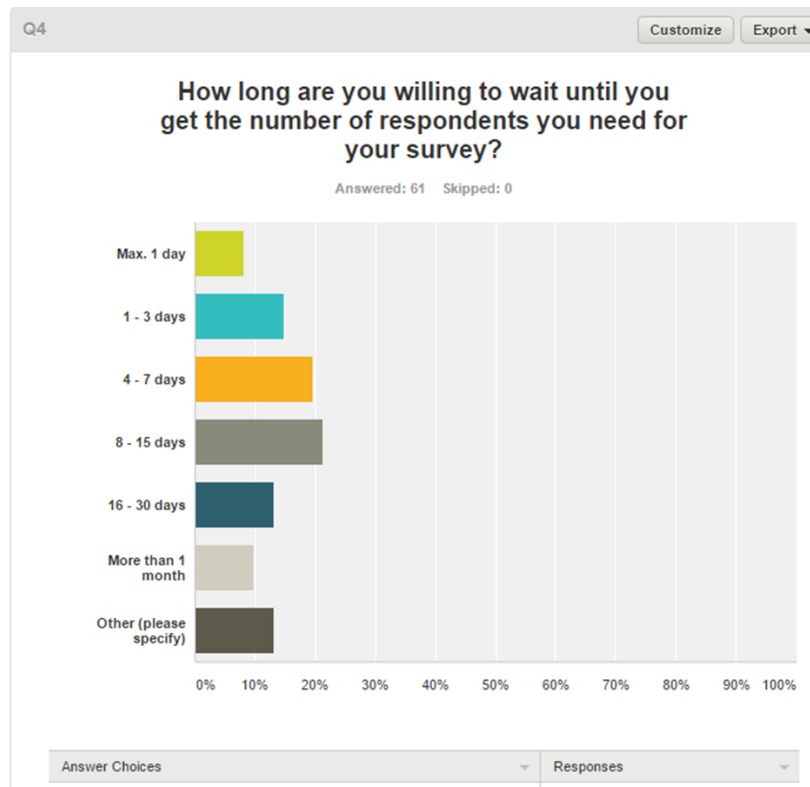 Q4
Customize
Export
How long are you willing to wait until you
get the number of respondents you need for
your survey?
Answered: 61 Skipped: 0
Max. 1 day
1 - 3 days
4 - 7 days
8 - 15 days
16 - 30 days
More than 1
month
Other (please
specify)
0% 10% 20% 30% 40% 50% 60% 70% 80% 90% 100%
Answer Choices
Responses